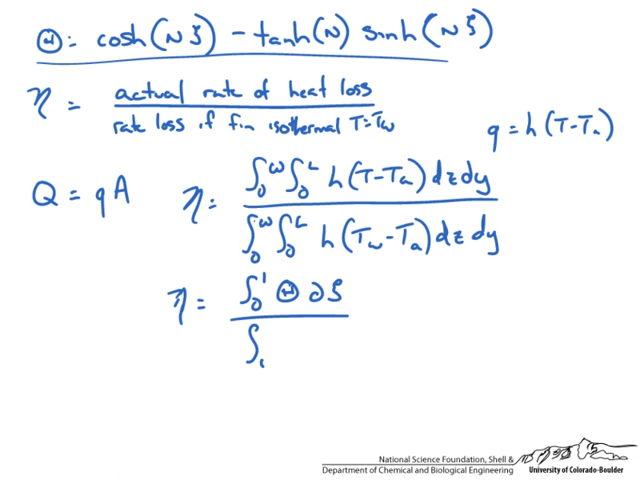 Θ = cosh(Nζ) - tanh(N) sinh(Nζ)
η = actual rate of heat loss / rate loss if fin isothermal T=Tw
q = h(T-Ta)
Q = qA
η = ∫₀ᵂ∫₀ᴸ h(T-Ta) dz dy / ∫₀ᵂ∫₀ᴸ h(Tw-Ta) dz dy
η = ∫₀¹ Θ ∂ζ / ∫
National Science Foundation, Shell &
Department of Chemical and Biological Engineering
University of Colorado-Boulder